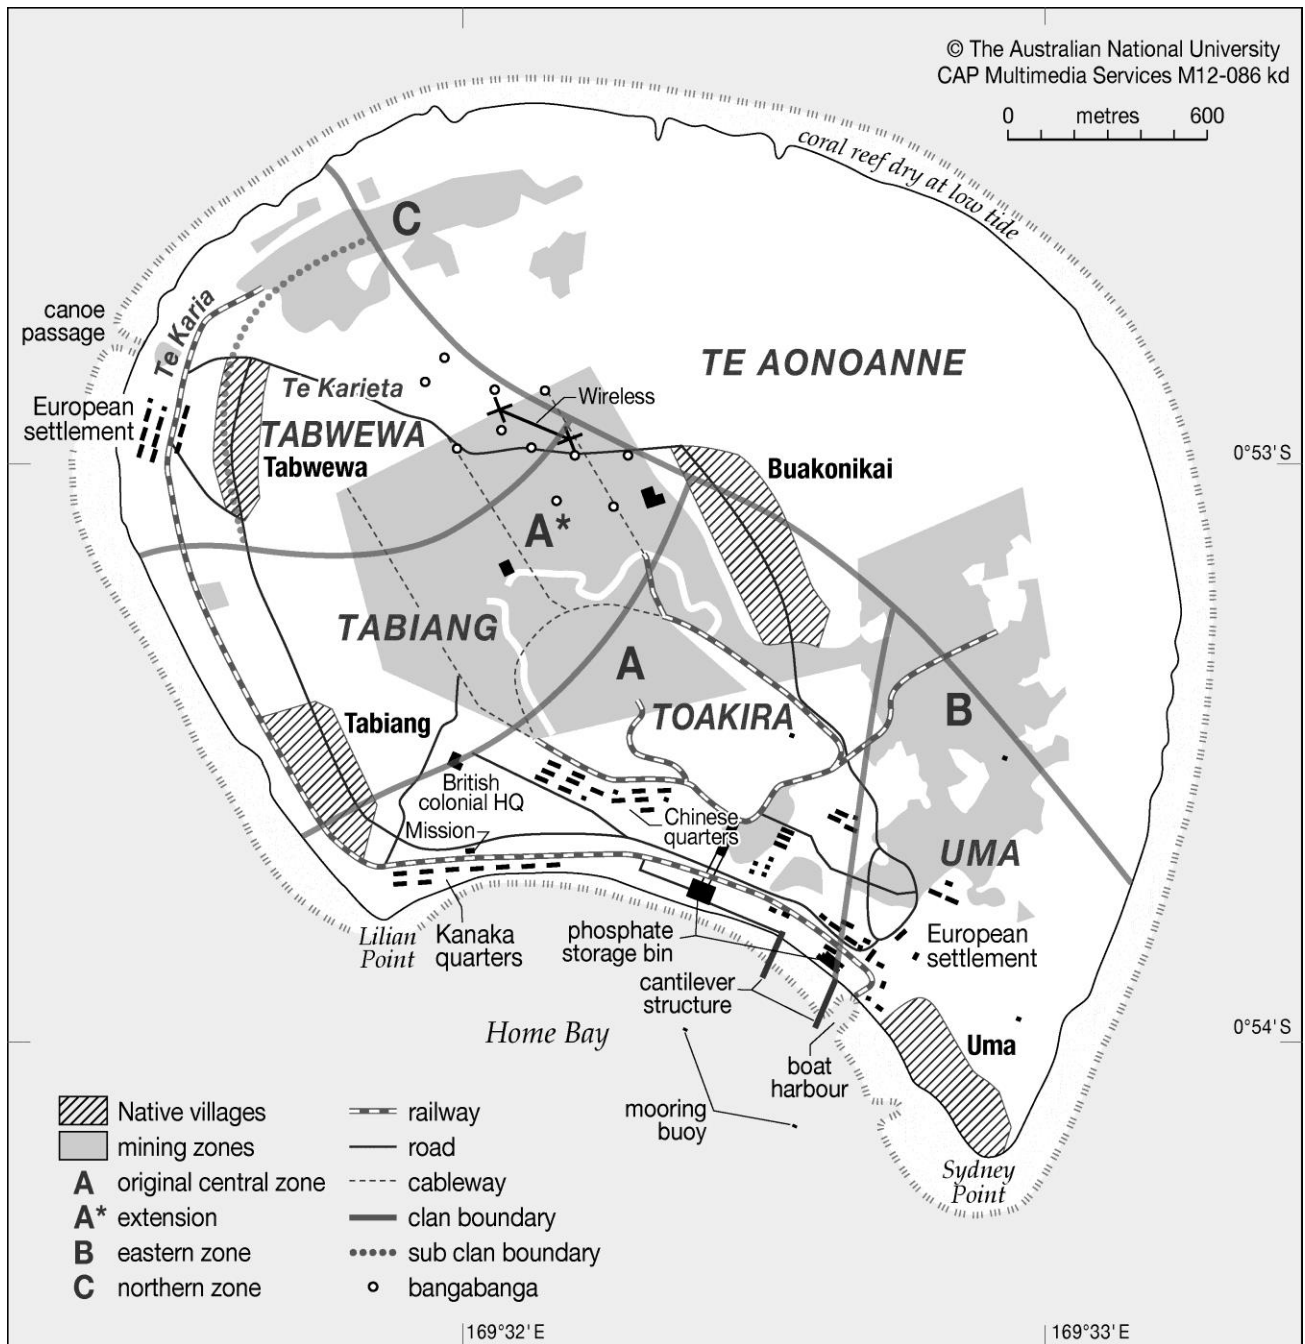 © The Australian National University
CAP Multimedia Services M12-086 kd
0 metres 600
coral reef dry at low tide
C
canoe
passage
Te Karia
TE AONOANNE
Te Karieta
Wireless
European
settlement
TABWEWA
Tabwewa
Buakonikai
0°53'S
A*
TABIANG
A
TOAKIRA
B
Tabiang
British
colonial HQ
Mission
Chinese
quarters
UMA
Lilian
Point
Kanaka
quarters
phosphate
storage bin
European
settlement
cantilever
structure
Home Bay
0°54'S
Uma
boat
harbour
mooring
buoy
Sydney
Point
Native villages
mining zones
A original central zone
A* extension
B eastern zone
C northern zone
railway
road
cableway
clan boundary
sub clan boundary
bangabanga
169°32'E
169°33'E